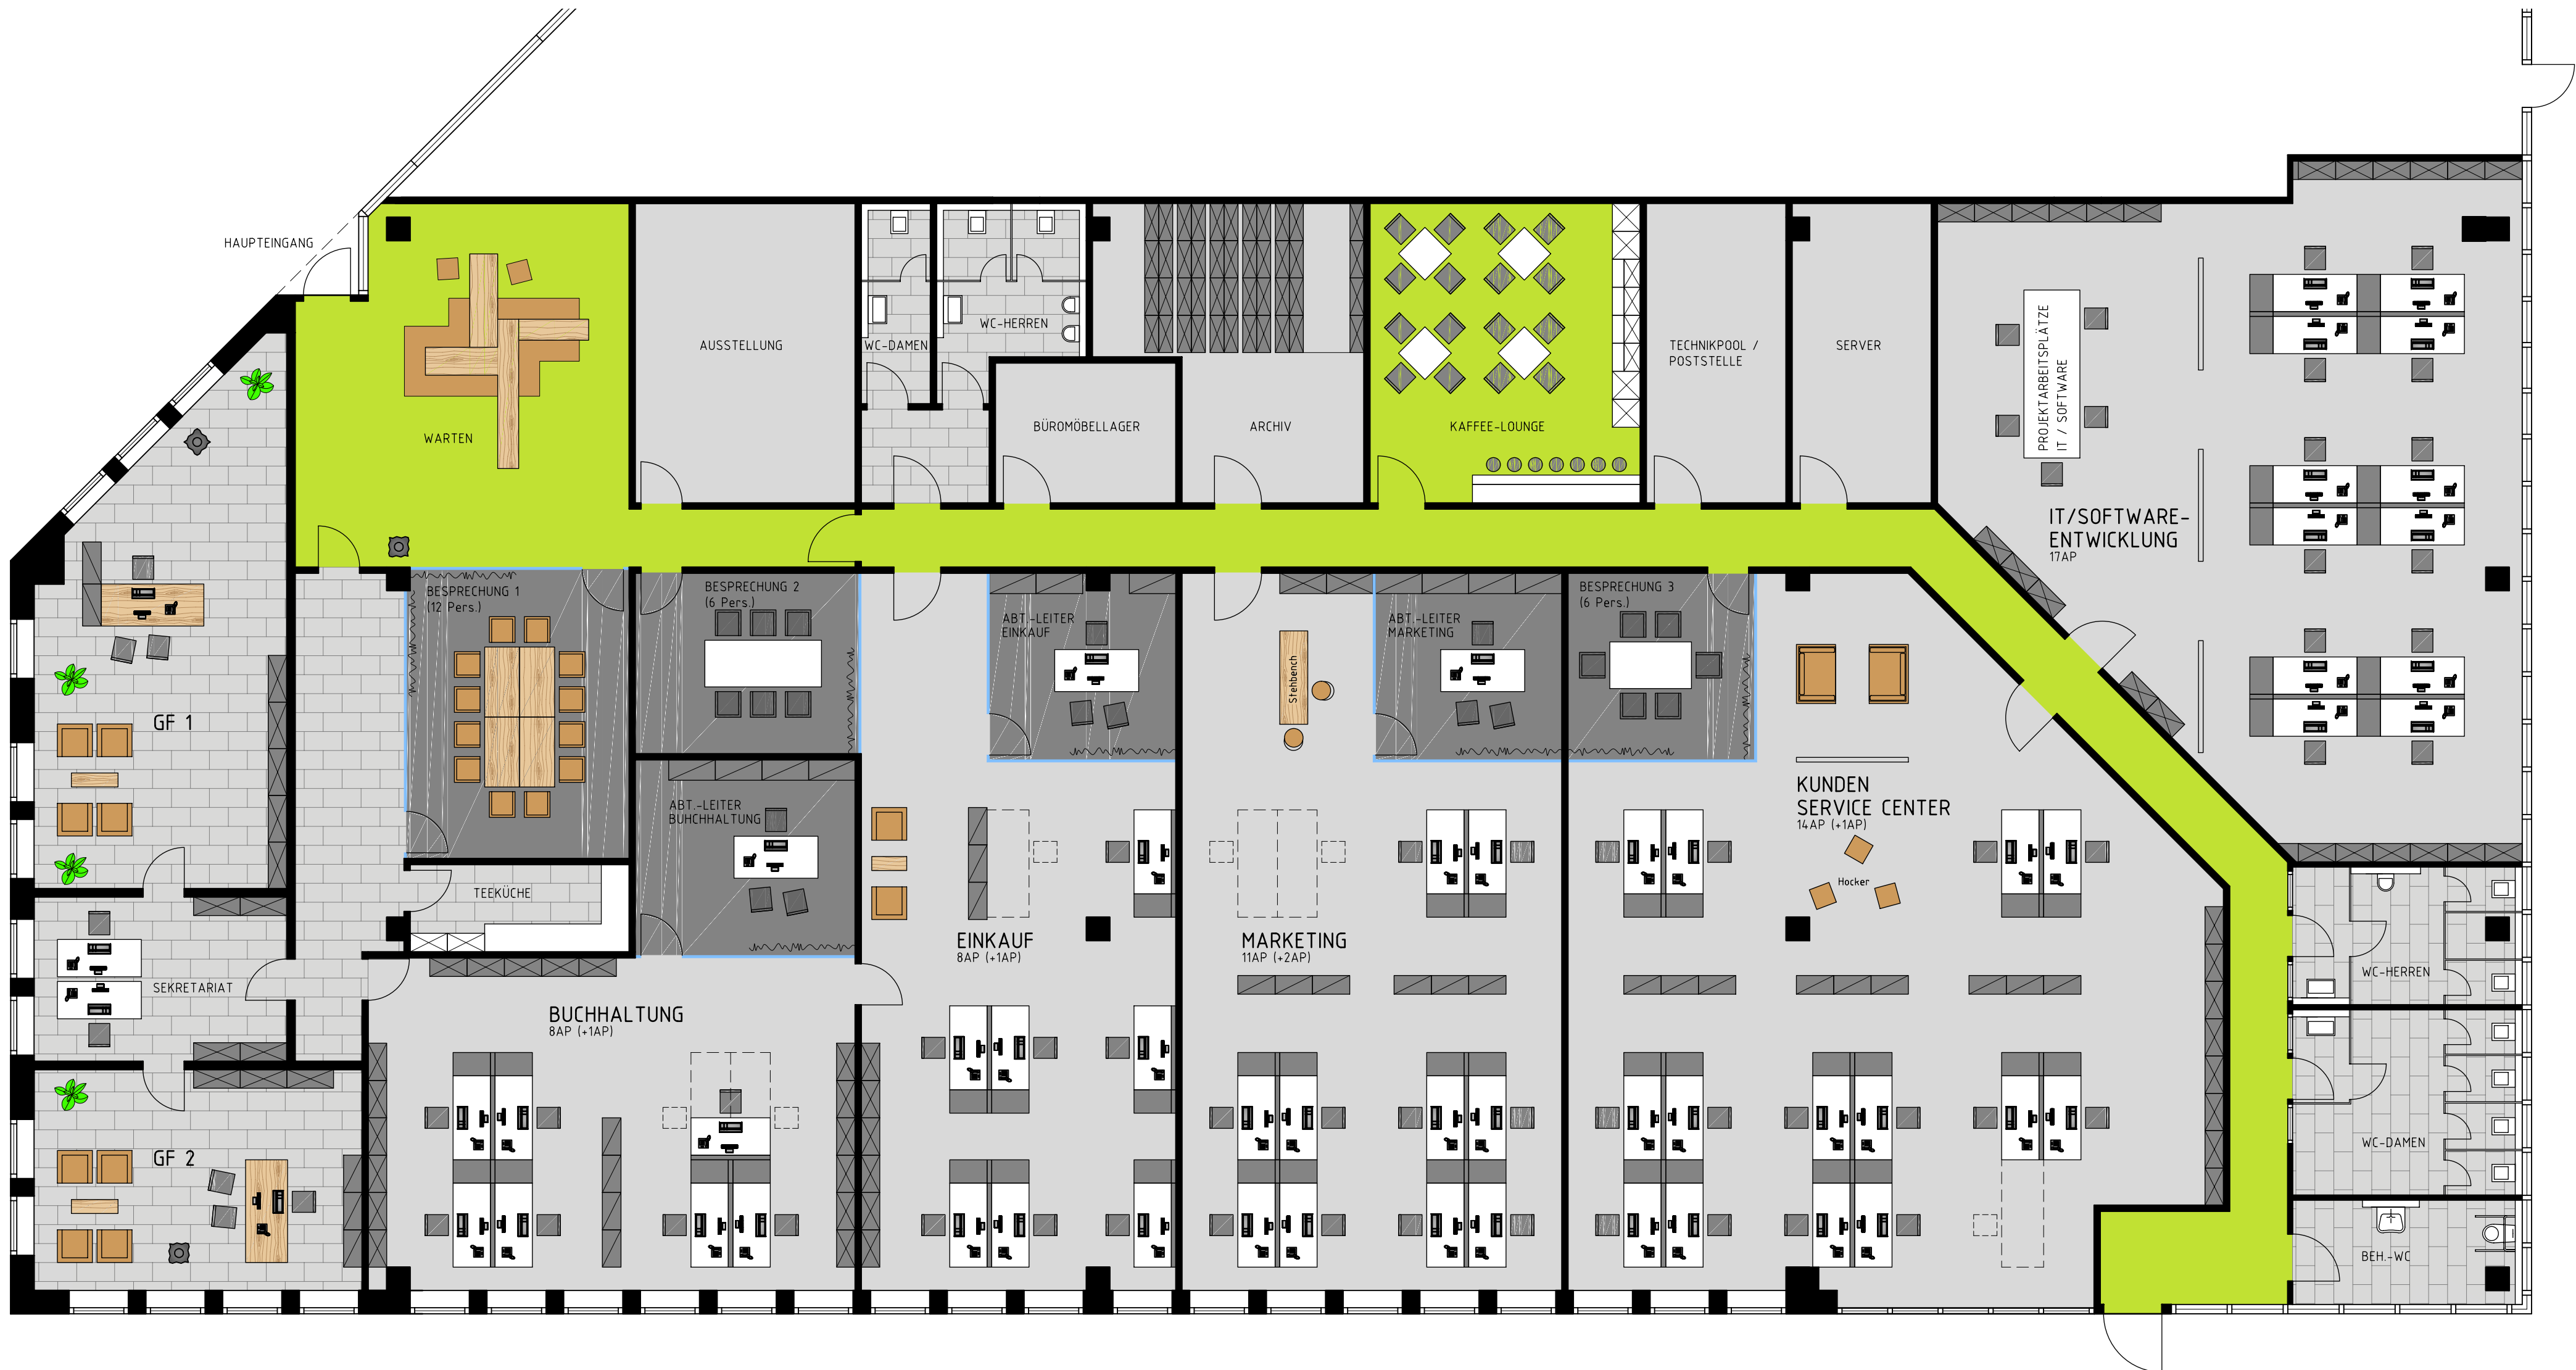 HAUPTEINGANG
WARTEN
AUSSTELLUNG
WC-DAMEN
WC-HERREN
BÜROMÖBELLAGER
ARCHIV
KAFFEE-LOUNGE
TECHNIKPOOL /
POSTSTELLE
SERVER
PROJEKTARBEITSPLÄTZE
IT / SOFTWARE
IT/SOFTWARE-
ENTWICKLUNG
17AP
GF 1
BESPRECHUNG 1
(12 Pers.)
BESPRECHUNG 2
(6 Pers.)
ABT.-LEITER
EINKAUF
Stehbench
ABT.-LEITER
MARKETING
BESPRECHUNG 3
(6 Pers.)
KUNDEN
SERVICE CENTER
14AP (+1AP)
Hocker
ABT.-LEITER
BUHCHHALTUNG
TEEKÜCHE
SEKRETARIAT
BUCHHALTUNG
8AP (+1AP)
EINKAUF
8AP (+1AP)
MARKETING
11AP (+2AP)
GF 2
WC-HERREN
WC-DAMEN
BEH.-WC